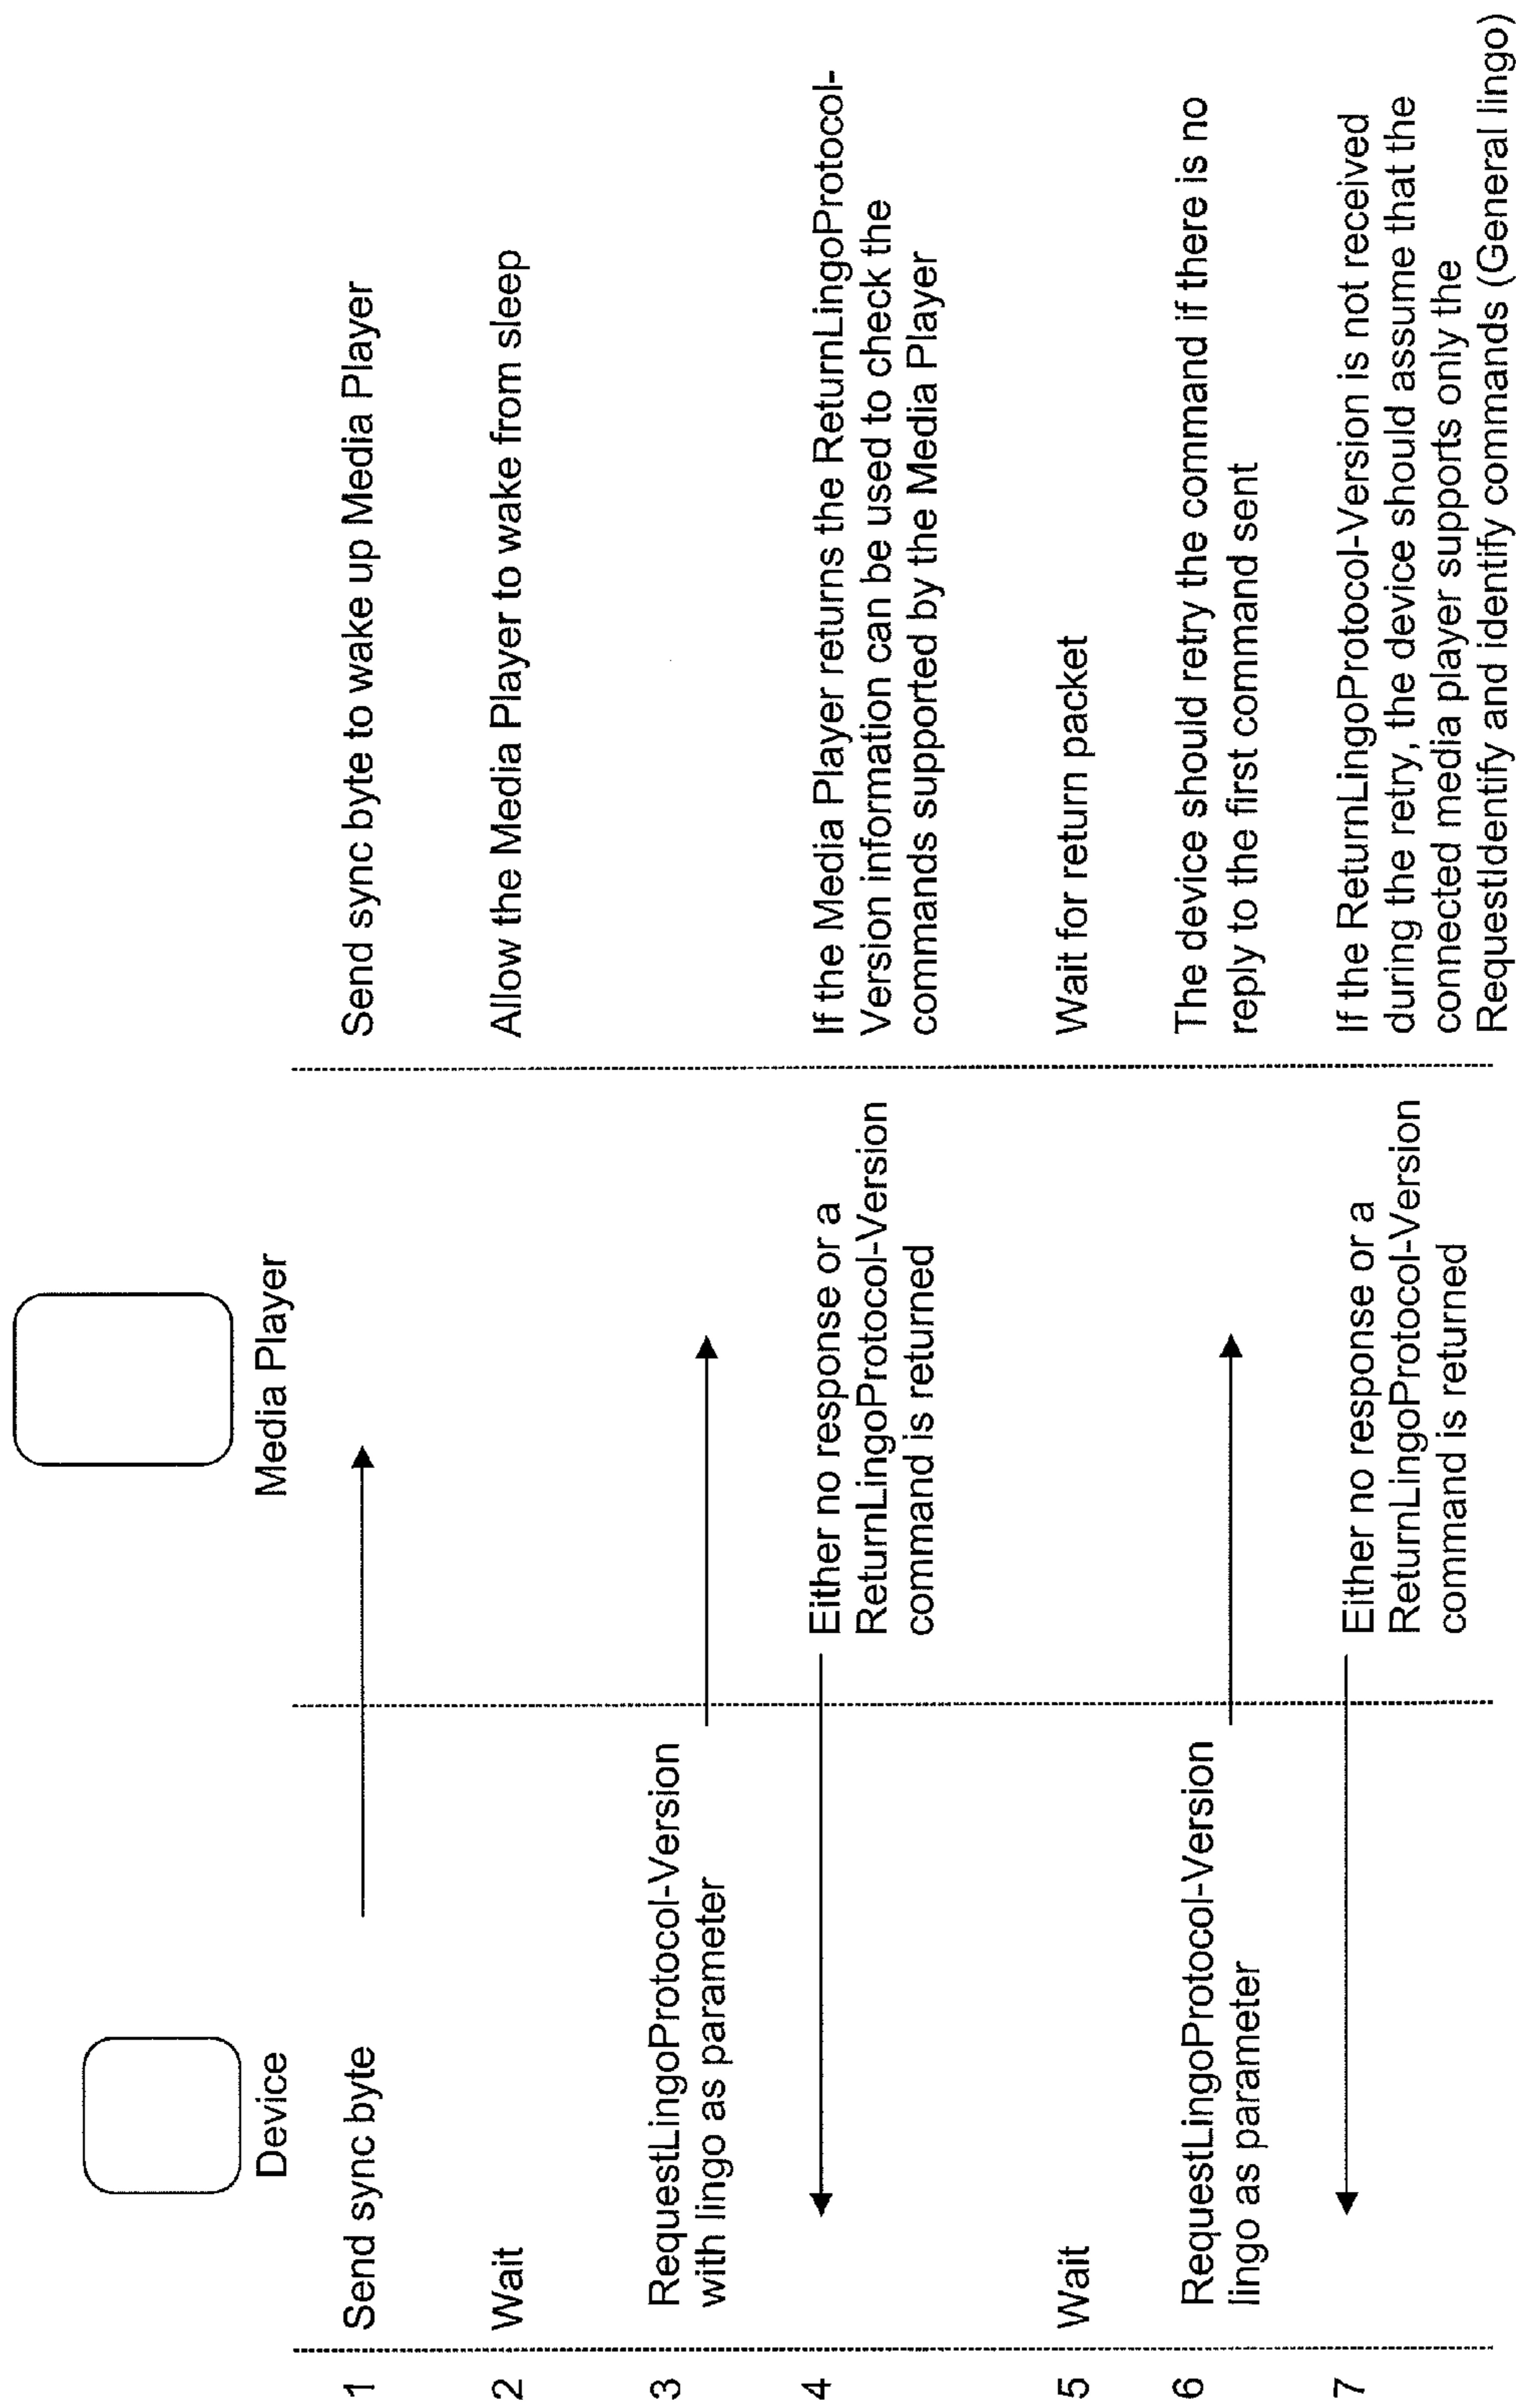 Device
Media Player
1
Send sync byte
Send sync byte to wake up Media Player
2
Wait
Allow the Media Player to wake from sleep
3
RequestLingoProtocol-Version
with lingo as parameter
4
Either no response or a
ReturnLingoProtocol-Version
command is returned
If the Media Player returns the ReturnLingoProtocol-
Version information can be used to check the
commands supported by the Media Player
5
Wait
Wait for return packet
6
RequestLingoProtocol-Version
lingo as parameter
The device should retry the command if there is no
reply to the first command sent
7
Either no response or a
ReturnLingoProtocol-Version
command is returned
If the ReturnLingoProtocol-Version is not received
during the retry, the device should assume that the
connected media player supports only the
RequestIdentify and identify commands (General lingo)